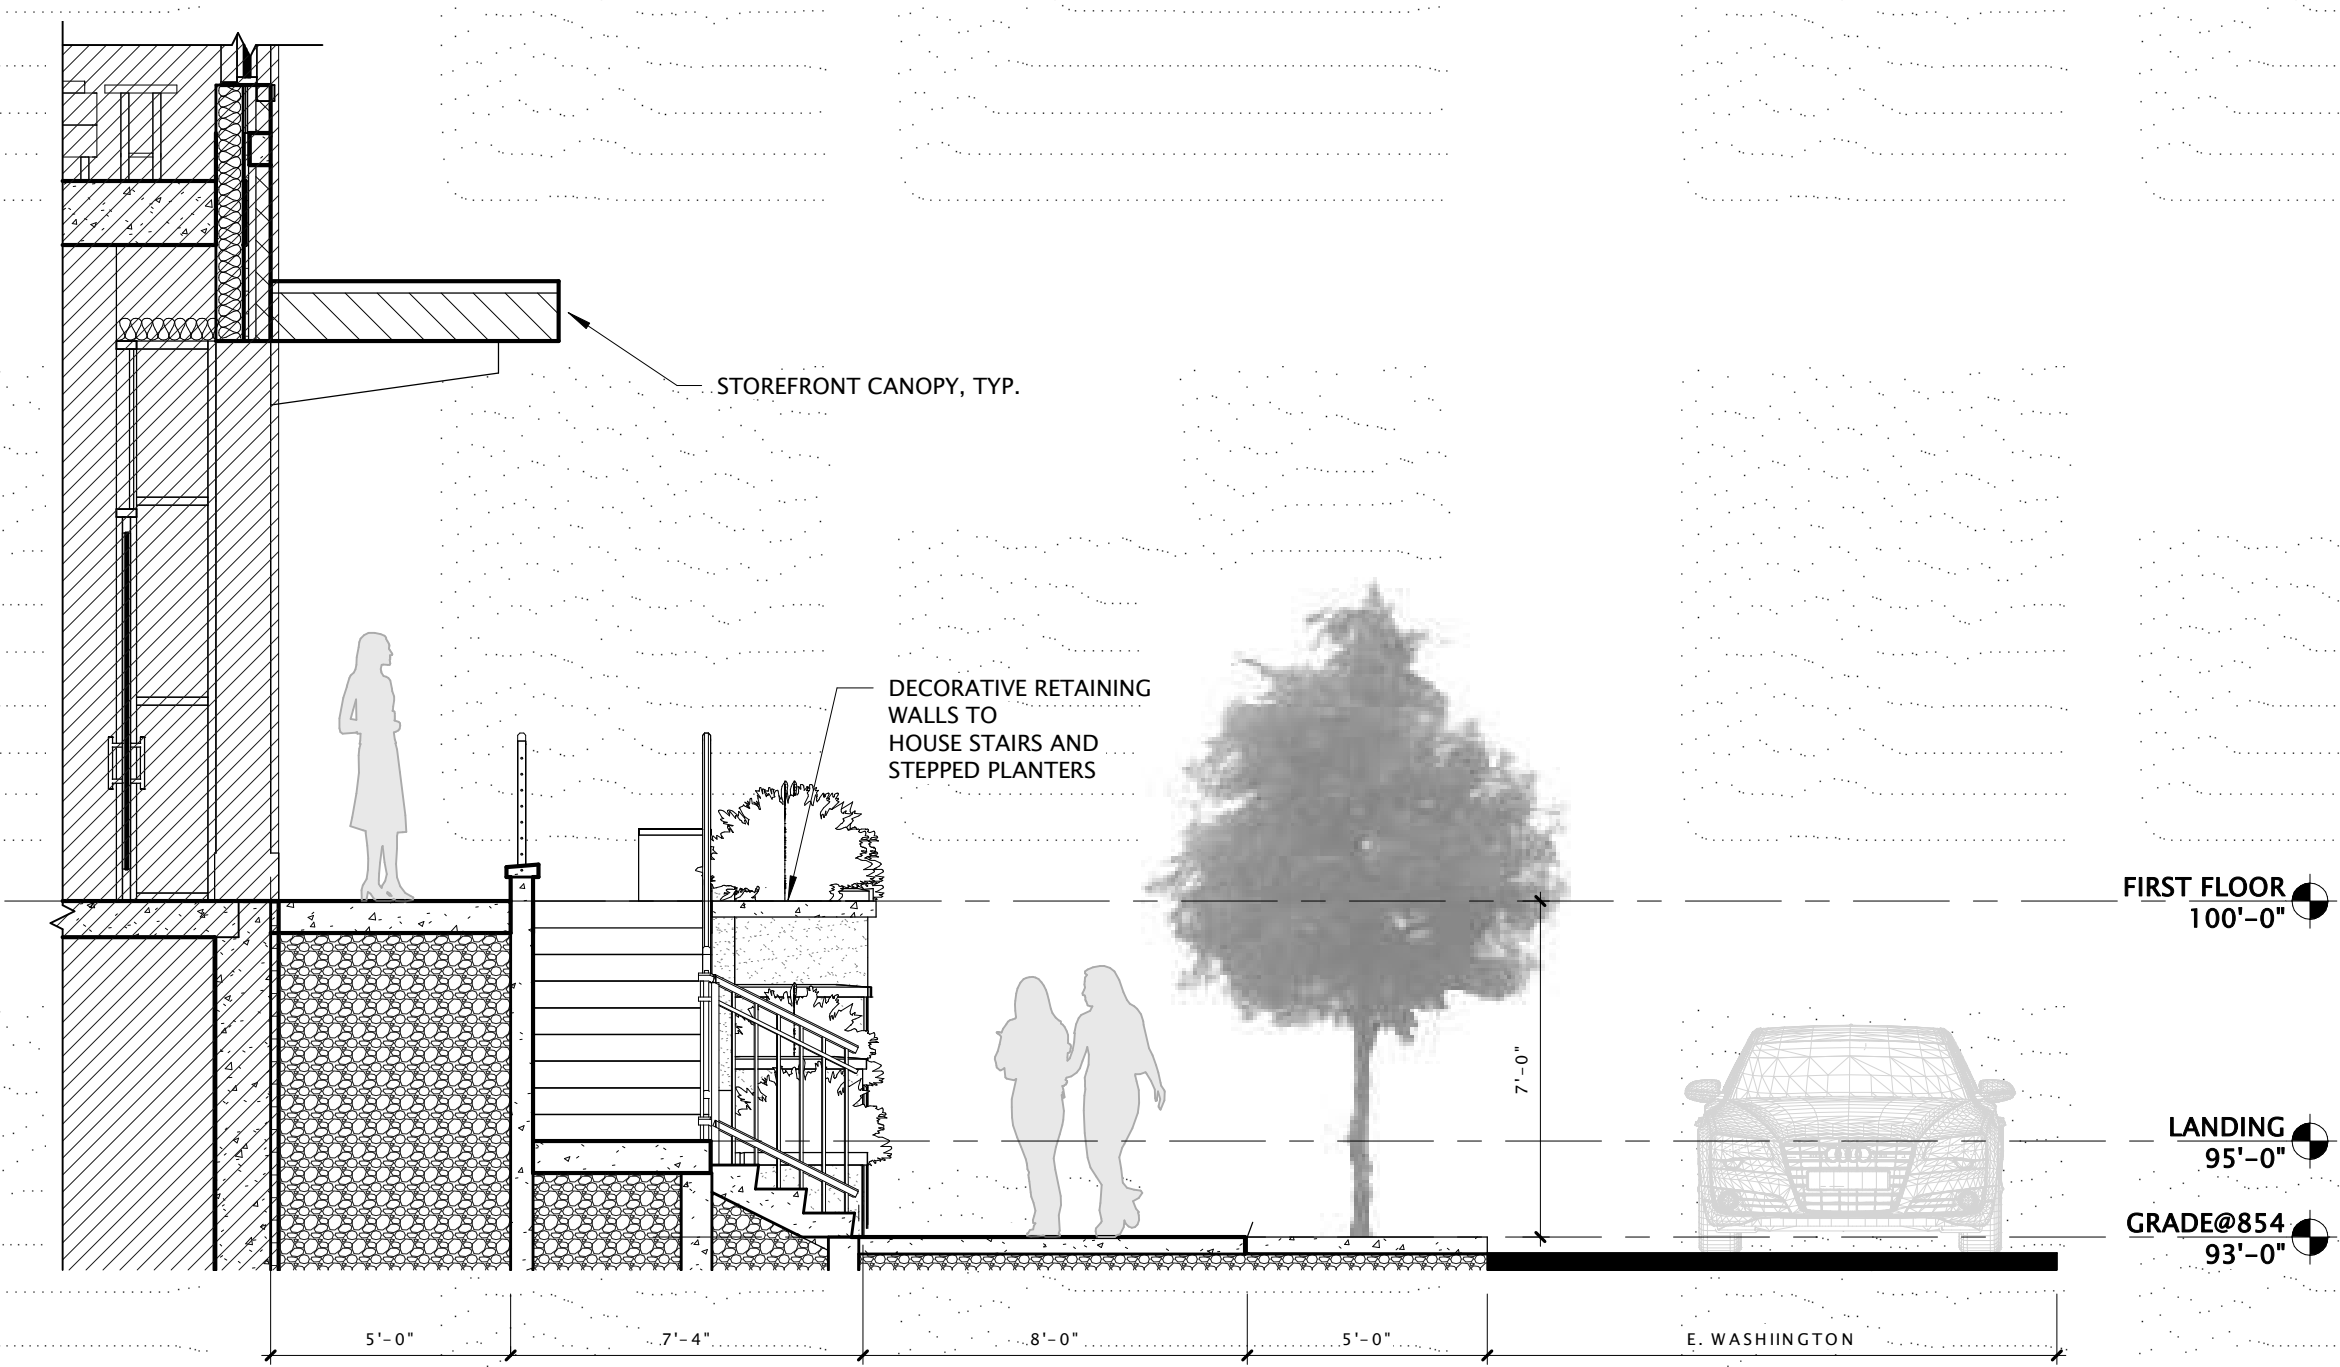 STOREFRONT CANOPY, TYP.
DECORATIVE RETAINING
WALLS TO
HOUSE STAIRS AND
STEPPED PLANTERS
FIRST FLOOR
100'-0"
7'-0"
LANDING
95'-0"
GRADE@854
93'-0"
5'-0"
7'-4"
8'-0"
5'-0"
E. WASHIINGTON